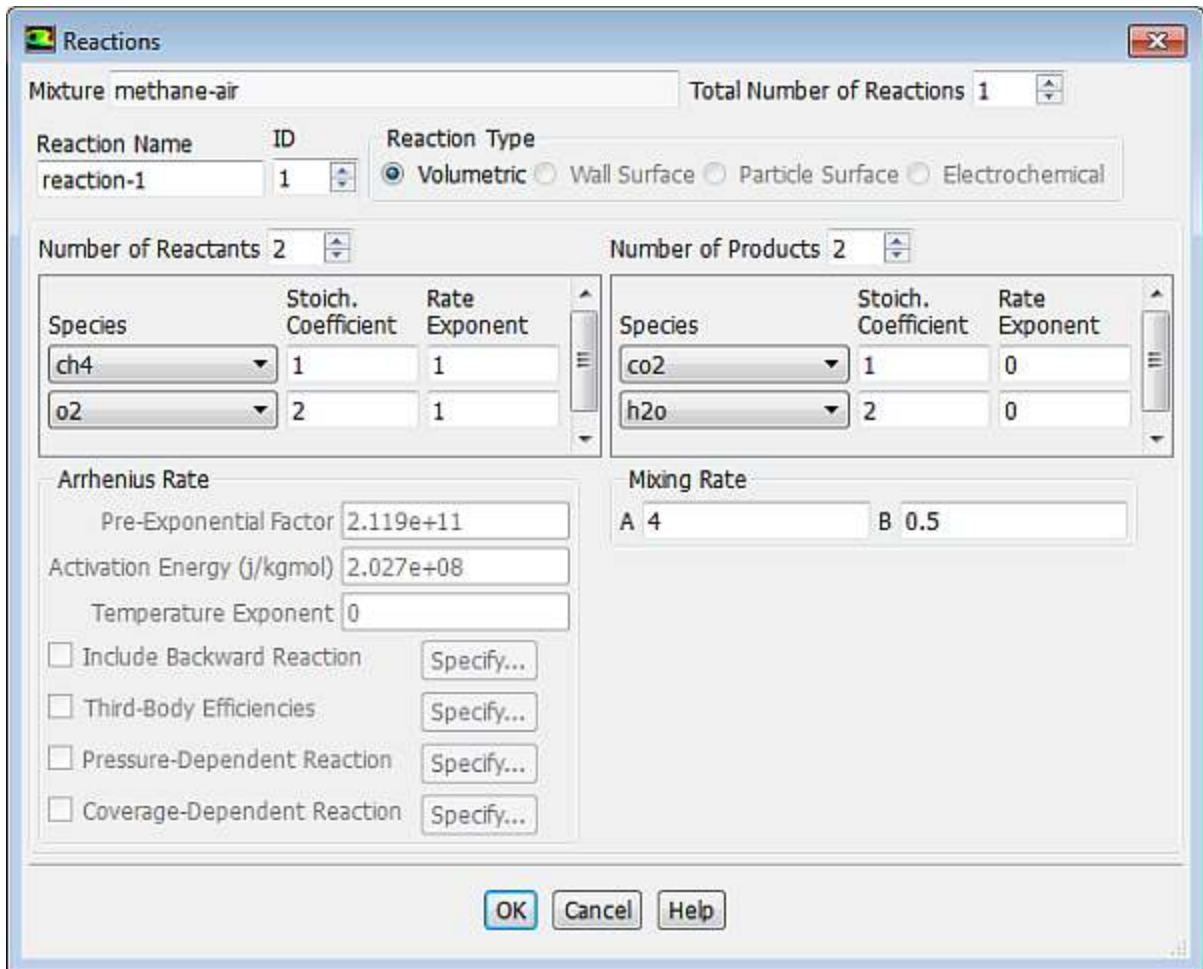 Reactions
Mixture methane-air Total Number of Reactions 1
Reaction Name ID Reaction Type
reaction-1 1 Volumetric Wall Surface Particle Surface Electrochemical
Number of Reactants 2 Number of Products 2
Species Stoich. Coefficient Rate Exponent Species Stoich. Coefficient Rate Exponent
ch4 1 1 co2 1 0
o2 2 1 h2o 2 0
Arrhenius Rate Mixing Rate
Pre-Exponential Factor 2.119e+11 A 4 B 0.5
Activation Energy (j/kgmol) 2.027e+08
Temperature Exponent 0
Include Backward Reaction Specify...
Third-Body Efficiencies Specify...
Pressure-Dependent Reaction Specify...
Coverage-Dependent Reaction Specify...
OK Cancel Help